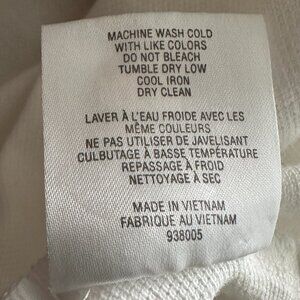 MACHINE WASH COLD
WITH LIKE COLORS
DO NOT BLEACH
TUMBLE DRY LOW
COOL IRON
DRY CLEAN
LAVER À L'EAU FROIDE AVEC LES
MÊME COULEURS
NE PAS UTILISER DE JAVELISANT
CULBUTAGE À BASSE TEMPÉRATURE
REPASSAGE À FROID
NETTOYAGE À SEC
MADE IN VIETNAM
FABRIQUE AU VIETNAM
938005